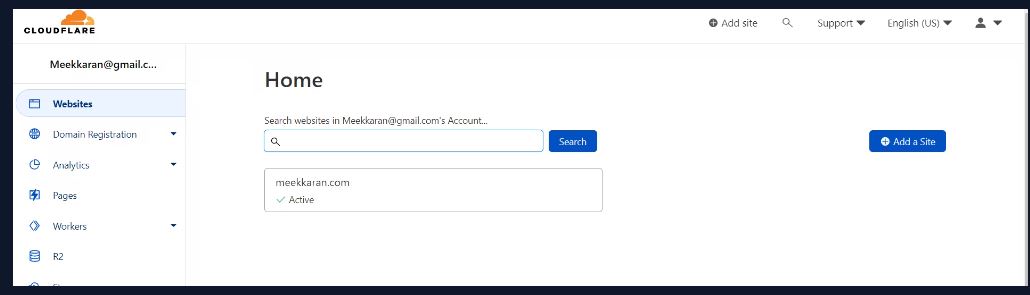 CLOUDFLARE
Add site
Support
English (US)
Meekkaran@gmail.c...
Websites
Domain Registration
Analytics
Pages
Workers
R2
Home
Search websites in Meekkaran@gmail.com's Account...
Search
Add a Site
meekkaran.com
Active